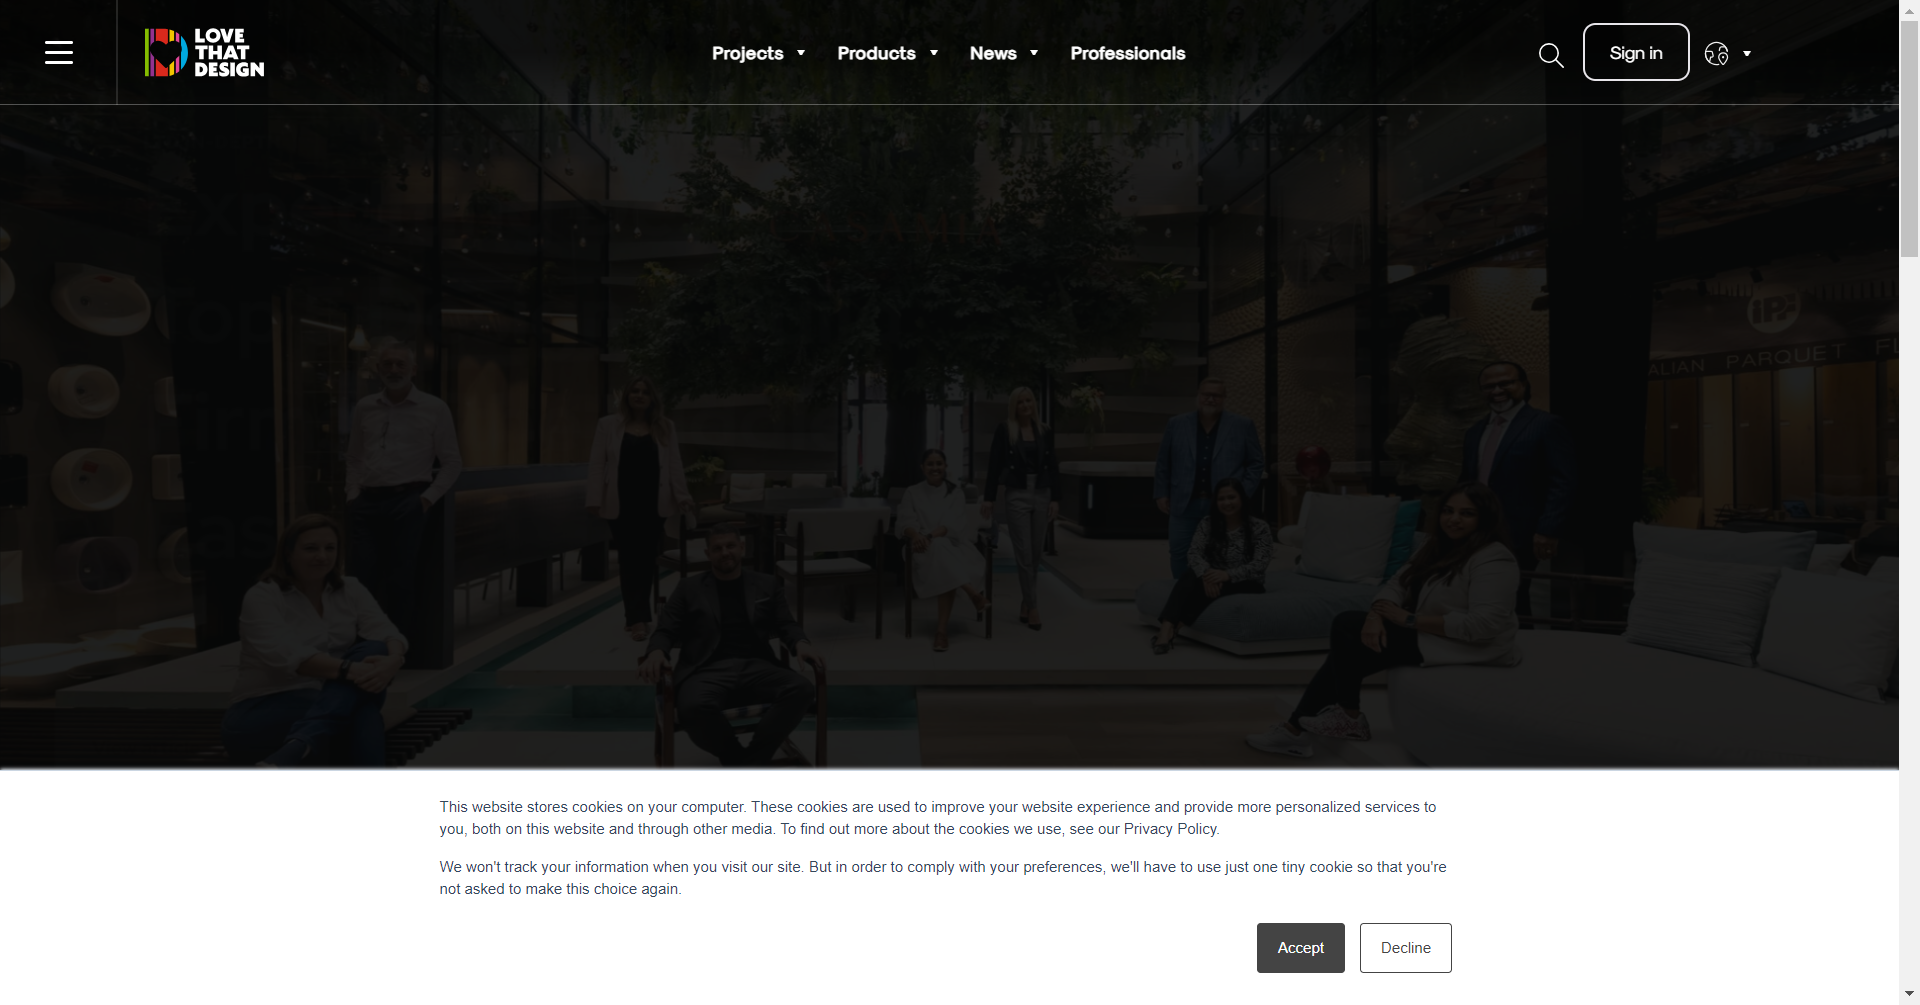 LOVE
THAT
DESIGN
Projects
Products
News
Professionals
Sign in
iPF
ALIAN PARQUET
This website stores cookies on your computer. These cookies are used to improve your website experience and provide more personalized services to
you, both on this website and through other media. To find out more about the cookies we use, see our Privacy Policy.
We won't track your information when you visit our site. But in order to comply with your preferences, we'll have to use just one tiny cookie so that you're
not asked to make this choice again.
Accept
Decline